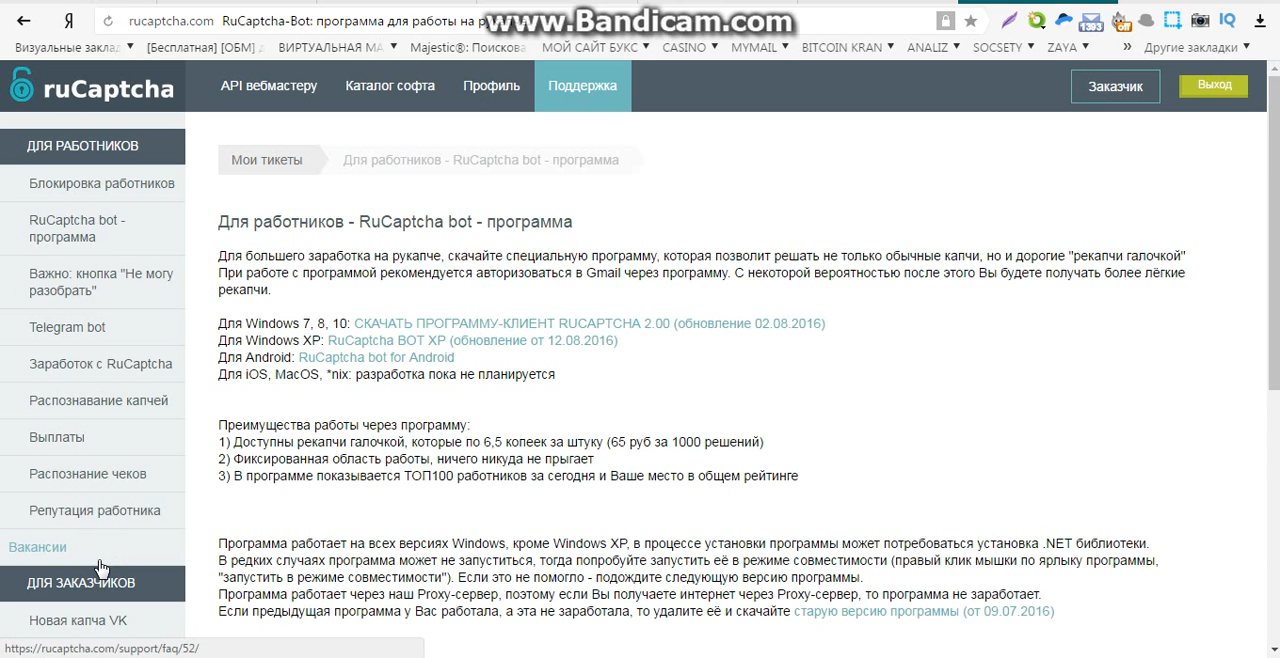 Я
rucaptcha.com RuCaptcha-Bot: программа для работы на
www.Bandicam.com
1393
off
IQ
Визуальные заклад
[Бесплатная] [ОБМ]
ВИРТУАЛЬНАЯ МА
Majestic®: Поискова
МОЙ САЙТ БУКС
CASINO
MYMAIL
BITCOIN KRAN
ANALIZ
SOCSETY
ZAYA
»
Другие закладки
ruCaptcha
API вебмастеру
Каталог софта
Профиль
Поддержка
Заказчик
Выход
ДЛЯ РАБОТНИКОВ
Блокировка работников
RuCaptcha bot -
программа
Важно: кнопка "Не могу
разобрать"
Telegram bot
Заработок с RuCaptcha
Распознавание капчей
Выплаты
Распознание чеков
Репутация работника
Вакансии
ДЛЯ ЗАКАЗЧИКОВ
Новая капча VK
https://rucaptcha.com/support/faq/52/
Мои тикеты
Для работников - RuCaptcha bot - программа
Для работников - RuCaptcha bot - программа
Для большего заработка на рукапче, скачайте специальную программу, которая позволит решать не только обычные капчи, но и дорогие "рекапчи галочкой"
При работе с программой рекомендуется авторизоваться в Gmail через программу. С некоторой вероятностью после этого Вы будете получать более лёгкие
рекапчи.
Для Windows 7, 8, 10: СКАЧАТЬ ПРОГРАММУ-КЛИЕНТ RUCAPTCHA 2.00 (обновление 02.08.2016)
Для Windows XP: RuCaptcha BOT XP (обновление от 12.08.2016)
Для Android: RuCaptcha bot for Android
Для iOS, MacOS, *nix: разработка пока не планируется
Преимущества работы через программу:
1) Доступны рекапчи галочкой, которые по 6,5 копеек за штуку (65 руб за 1000 решений)
2) Фиксированная область работы, ничего никуда не прыгает
3) В программе показывается ТОП100 работников за сегодня и Ваше место в общем рейтинге
Программа работает на всех версиях Windows, кроме Windows XP, в процессе установки программы может потребоваться установка .NET библиотеки.
В редких случаях программа может не запуститься, тогда попробуйте запустить её в режиме совместимости (правый клик мышки по ярлыку программы,
"запустить в режиме совместимости"). Если это не помогло - подождите следующую версию программы.
Программа работает через наш Proxy-сервер, поэтому если Вы получаете интернет через Proxy-сервер, то программа не заработает.
Если предыдущая программа у Вас работала, а эта не заработала, то удалите её и скачайте старую версию программы (от 09.07.2016)